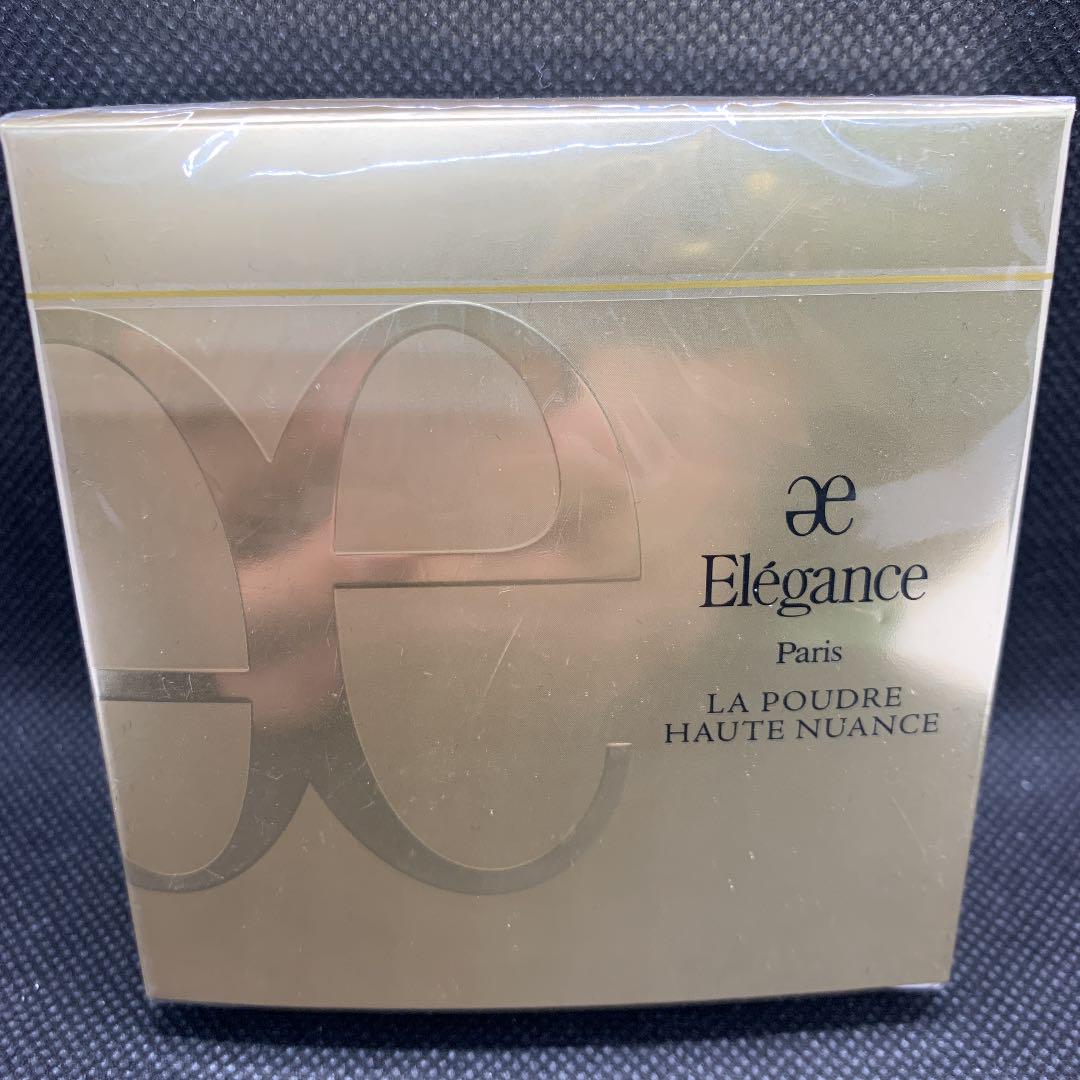 æ
Elégance
Paris
LA POUDRE
HAUTE NUANCE